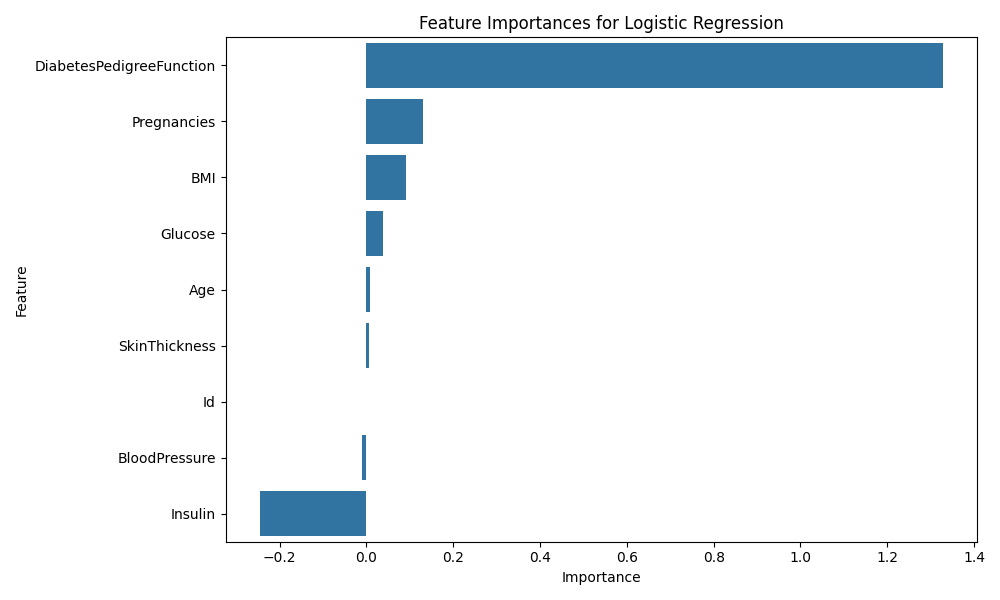 Feature Importances for Logistic Regression
Feature
DiabetesPedigreeFunction
Pregnancies
BMI
Glucose
Age
SkinThickness
Id
BloodPressure
Insulin
−0.2 0.0 0.2 0.4 0.6 0.8 1.0 1.2 1.4
Importance